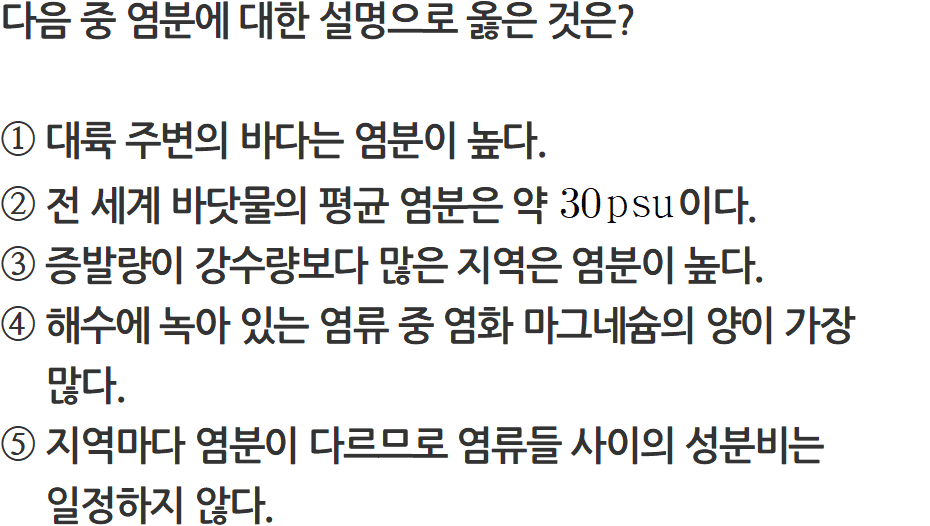 다음 중 염분에 대한 설명으로 옳은 것은?
① 대륙 주변의 바다는 염분이 높다.
② 전 세계 바닷물의 평균 염분은 약 30psu이다.
③ 증발량이 강수량보다 많은 지역은 염분이 높다.
④ 해수에 녹아 있는 염류 중 염화 마그네슘의 양이 가장
많다.
⑤ 지역마다 염분이 다르므로 염류들 사이의 성분비는
일정하지 않다.